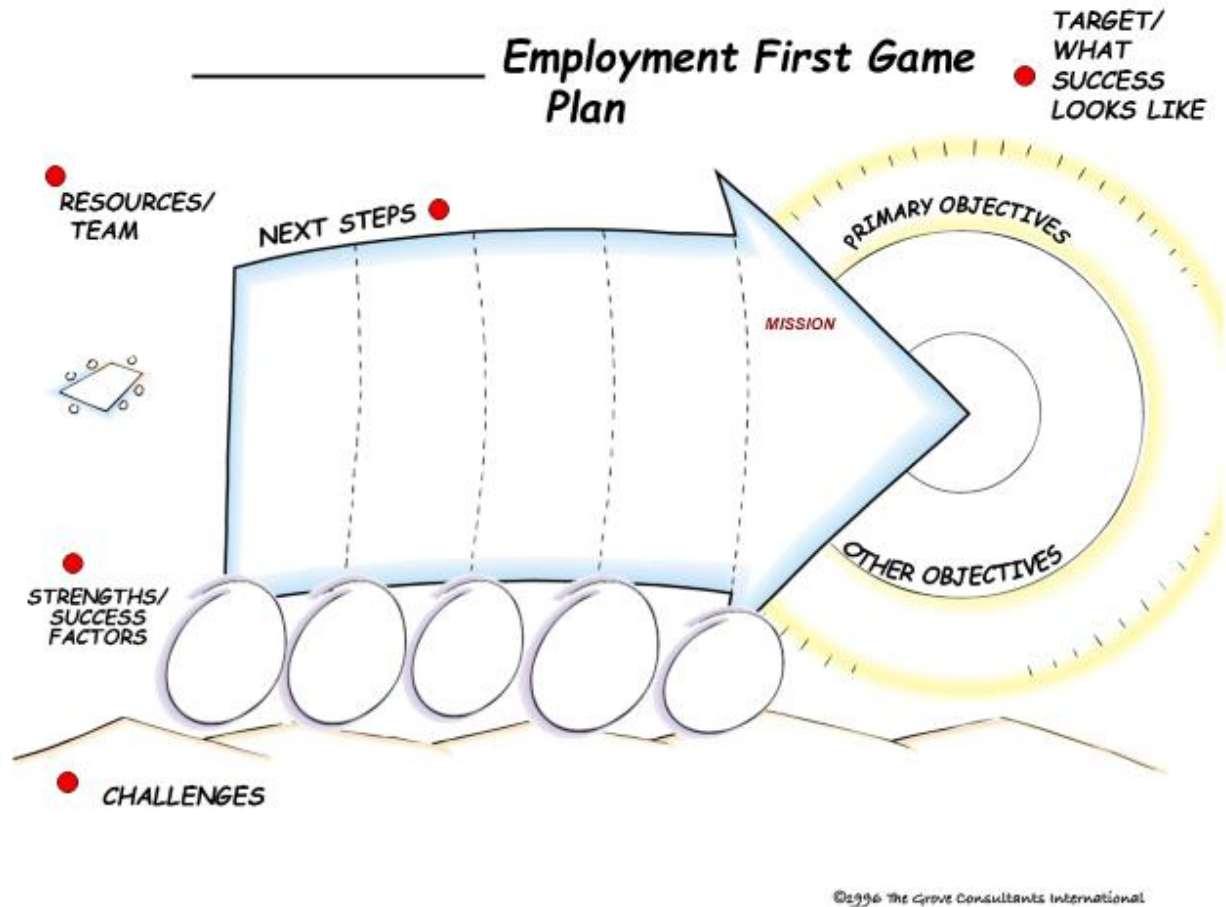 Employment First Game
Plan
TARGET/
WHAT
SUCCESS
LOOKS LIKE
RESOURCES/
TEAM
NEXT STEPS
PRIMARY OBJECTIVES
MISSION
OTHER OBJECTIVES
STRENGTHS/
SUCCESS
FACTORS
CHALLENGES
©1996 The Grove Consultants International